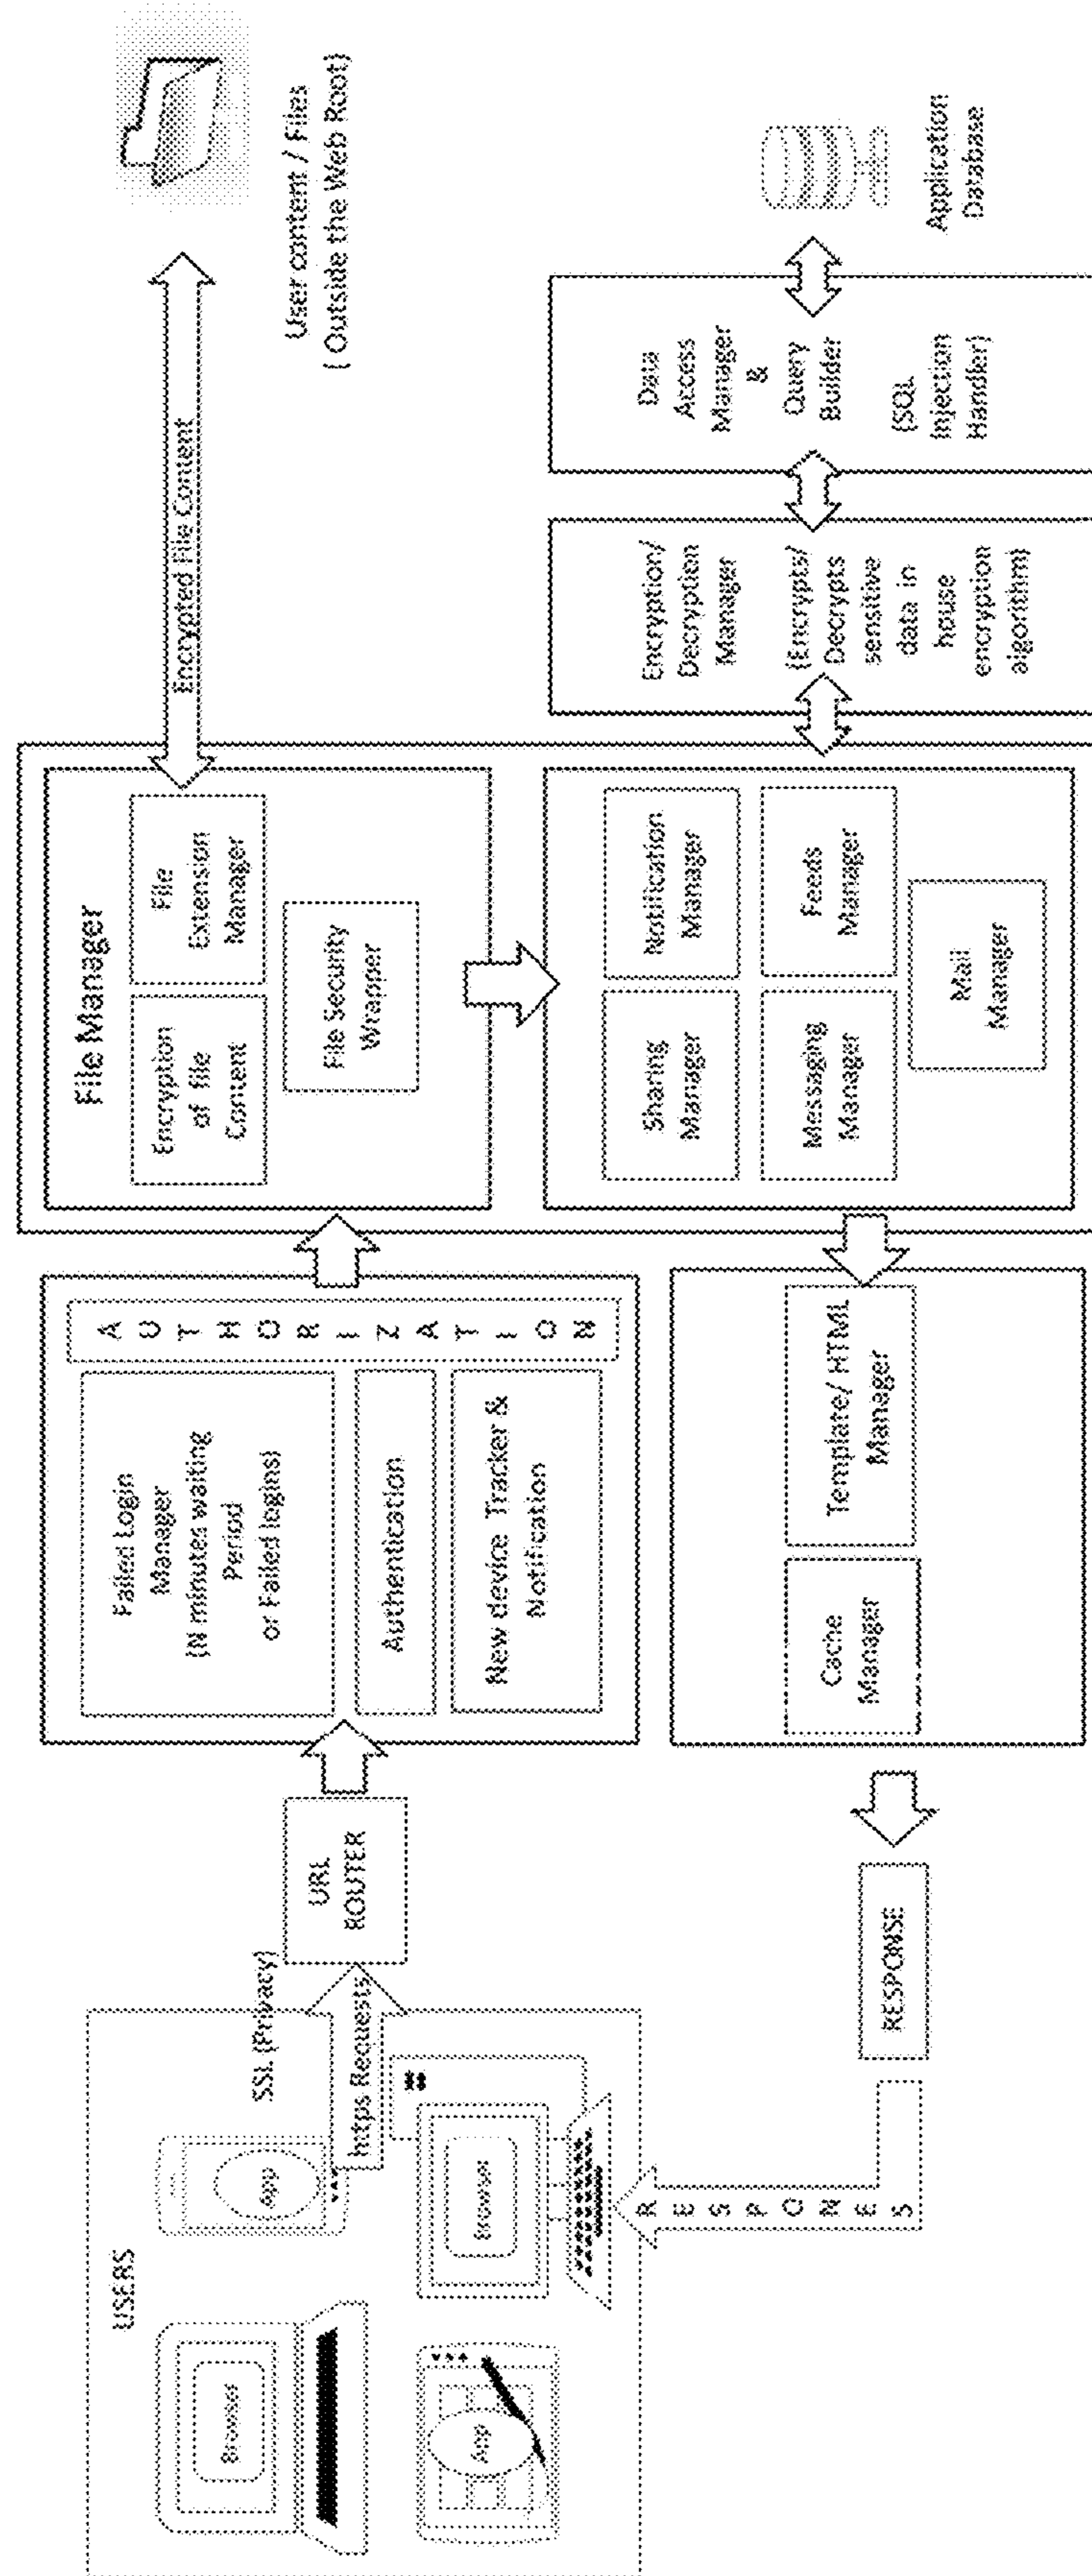 USERS
Browser
App
App
Browser
SSL (Privacy)
https Requests
URL
ROUTER
Failed Login
Manager
(N minutes waiting
Period
or Failed logins)
Authentication
New device Tracker &
Notification
AUTHORIZATION
File Manager
Encryption
of file
Content
File
Extension
Manager
File Security
Wrapper
Encrypted File Content
User content / Files
( Outside the Web Root)
Sharing
Manager
Notification
Manager
Messaging
Manager
Feeds
Manager
Mail
Manager
Encryption/
Decryption
Manager
(Encrypts/
Decrypts
sensitive
data in
house
encryption
algorithm)
Data
Access
Manager
&
Query
Builder
(SQL
Injection
Handler)
Application
Database
Cache
Manager
Template/ HTML
Manager
RESPONSE
RESPONES